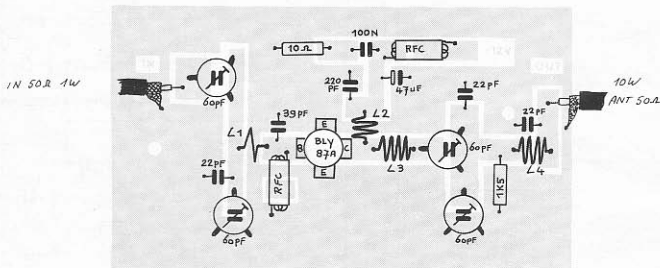 100N
10Ω
RFC
12V
IN
OUT
IN 50Ω 1W
60PF
220
PF
47uF
22PF
10W
ANT 50Ω
39PF
L2
22PF
L1
E
B
BLY
87A
C
E
60PF
L3
L4
22PF
RFC
1K5
60PF
60PF